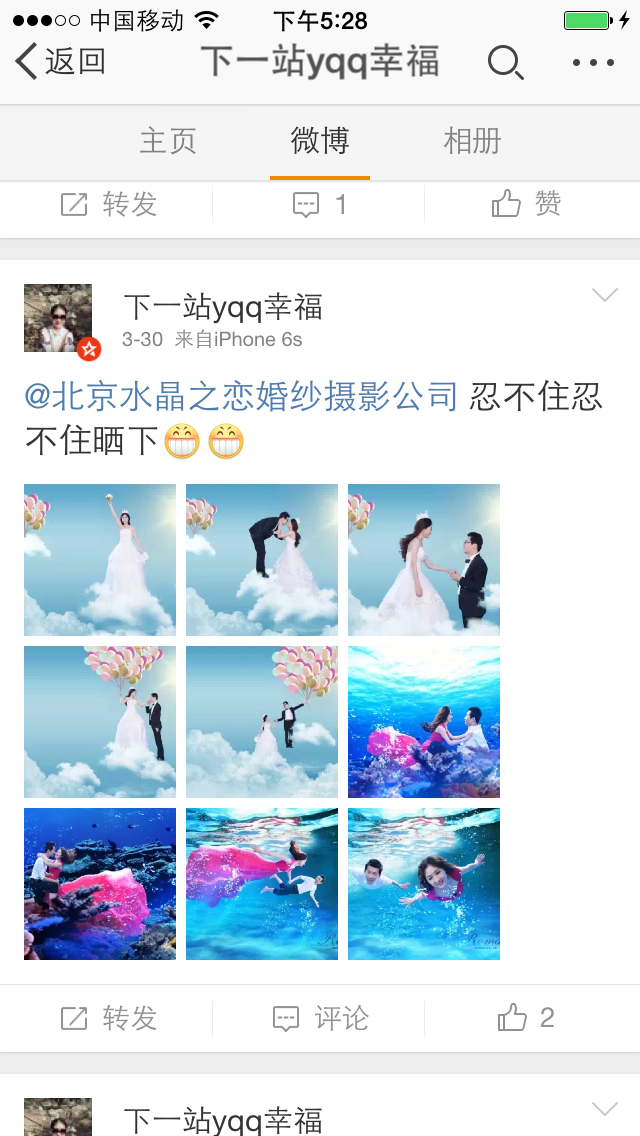 中国移动 下午5:28
返回 下一站yqq幸福
主页 微博 相册
转发 1 赞
下一站yqq幸福
3-30 来自iPhone 6s
@北京水晶之恋婚纱摄影公司 忍不住忍
不住晒下
转发 评论 2
下一站yqq幸福